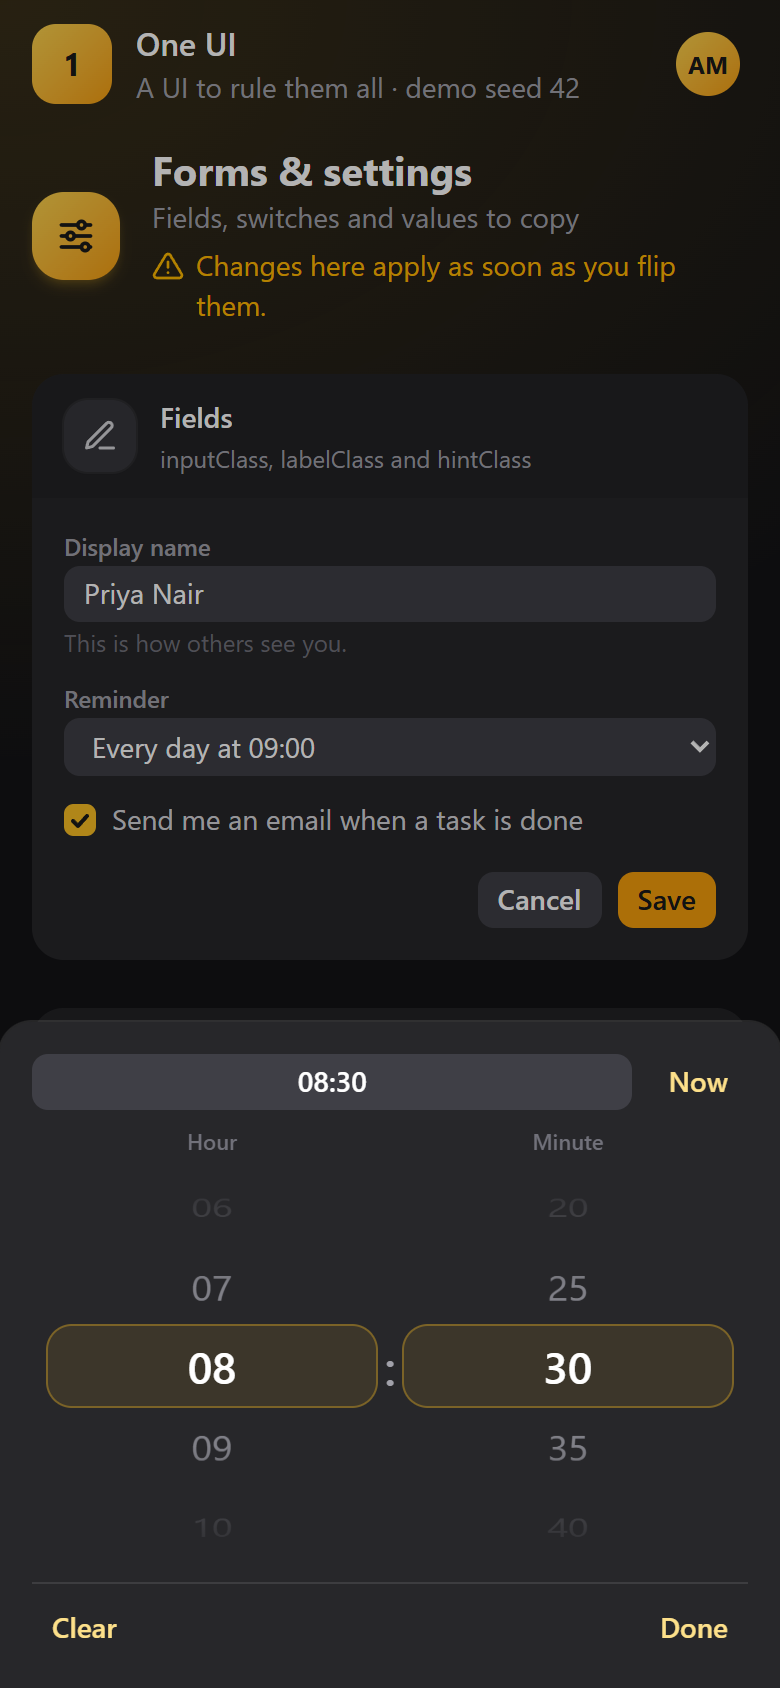 1
One UI
A UI to rule them all · demo seed 42
AM
Forms & settings
Fields, switches and values to copy
Changes here apply as soon as you flip
them.
Fields
inputClass, labelClass and hintClass
Display name
Priya Nair
This is how others see you.
Reminder
Every day at 09:00
Send me an email when a task is done
Cancel Save
08:30 Now
Hour Minute
06 20
07 25
08 : 30
09 35
10 40
Clear Done